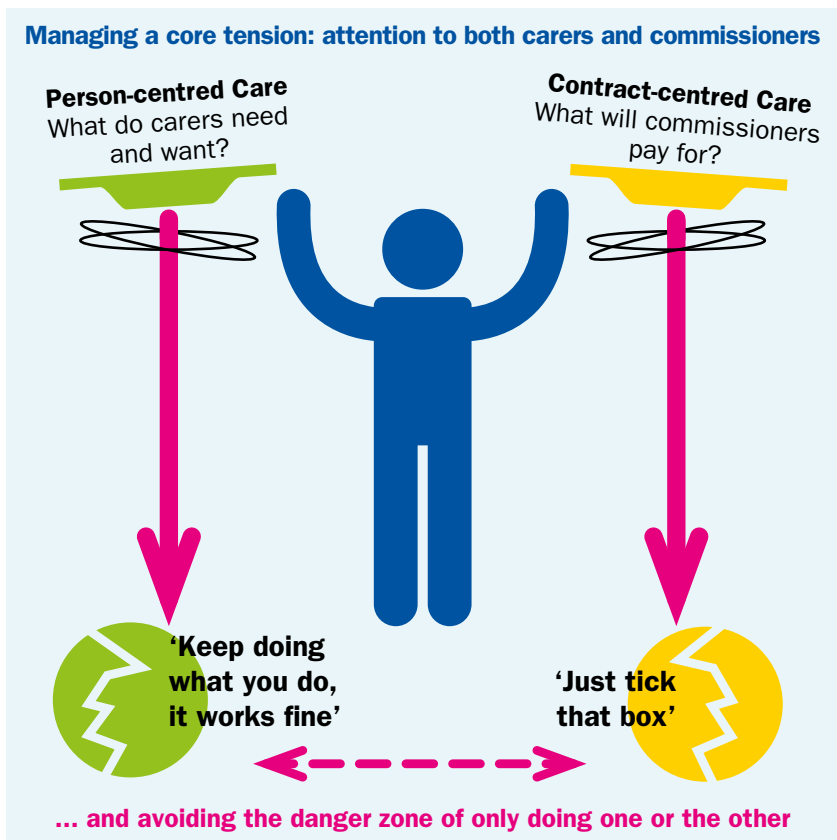 Managing a core tension: attention to both carers and commissioners
Person-centred Care
What do carers need
and want?
Contract-centred Care
What will commissioners
pay for?
‘Keep doing
what you do,
it works fine’
‘Just tick
that box’
... and avoiding the danger zone of only doing one or the other